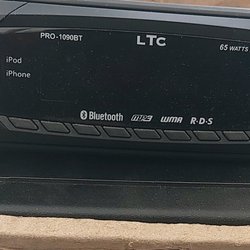 PRO-1090BT LTC 65 WATTS
iPod
iPhone
Bluetooth MP3 WMA R·D·S